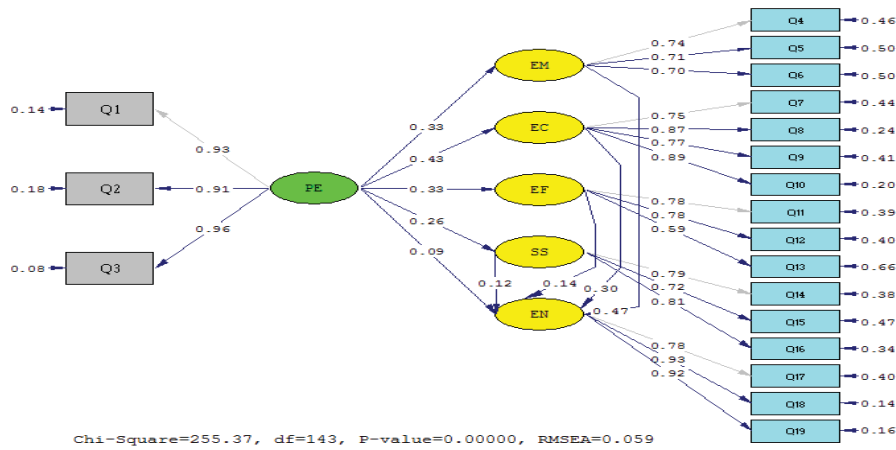 0.14 Q1
0.18 Q2
0.08 Q3
0.93
0.91
0.96
PE
0.33
0.43
0.33
0.26
0.09
EM
EC
EF
SS
EN
0.12
0.14
0.30
0.47
0.74
0.71
0.70
0.75
0.87
0.77
0.89
0.78
0.78
0.59
0.79
0.72
0.81
0.78
0.93
0.92
Q4 0.46
Q5 0.50
Q6 0.50
Q7 0.44
Q8 0.24
Q9 0.41
Q10 0.20
Q11 0.39
Q12 0.40
Q13 0.66
Q14 0.38
Q15 0.47
Q16 0.34
Q17 0.40
Q18 0.14
Q19 0.16
Chi-Square=255.37, df=143, P-value=0.00000, RMSEA=0.059